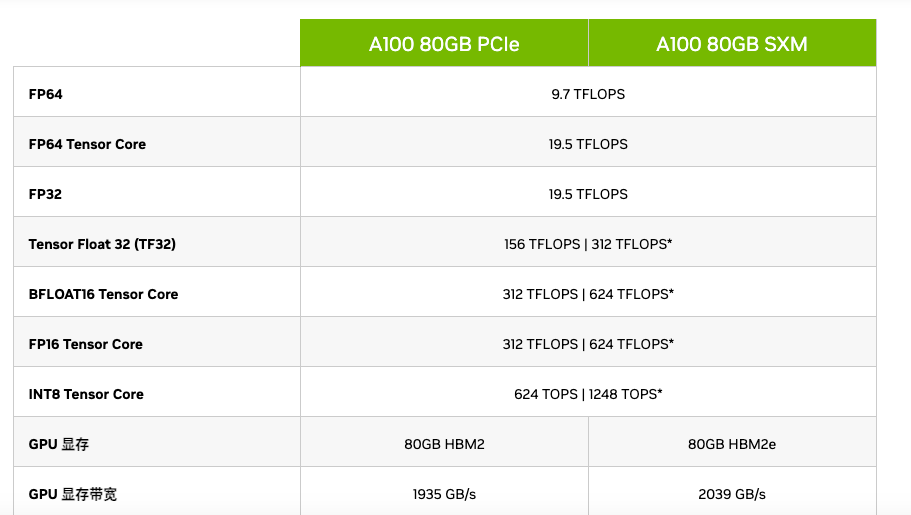 A100 80GB PCIe A100 80GB SXM
FP64 9.7 TFLOPS
FP64 Tensor Core 19.5 TFLOPS
FP32 19.5 TFLOPS
Tensor Float 32 (TF32) 156 TFLOPS | 312 TFLOPS*
BFLOAT16 Tensor Core 312 TFLOPS | 624 TFLOPS*
FP16 Tensor Core 312 TFLOPS | 624 TFLOPS*
INT8 Tensor Core 624 TOPS | 1248 TOPS*
GPU 显存 80GB HBM2 80GB HBM2e
GPU 显存带宽 1935 GB/s 2039 GB/s